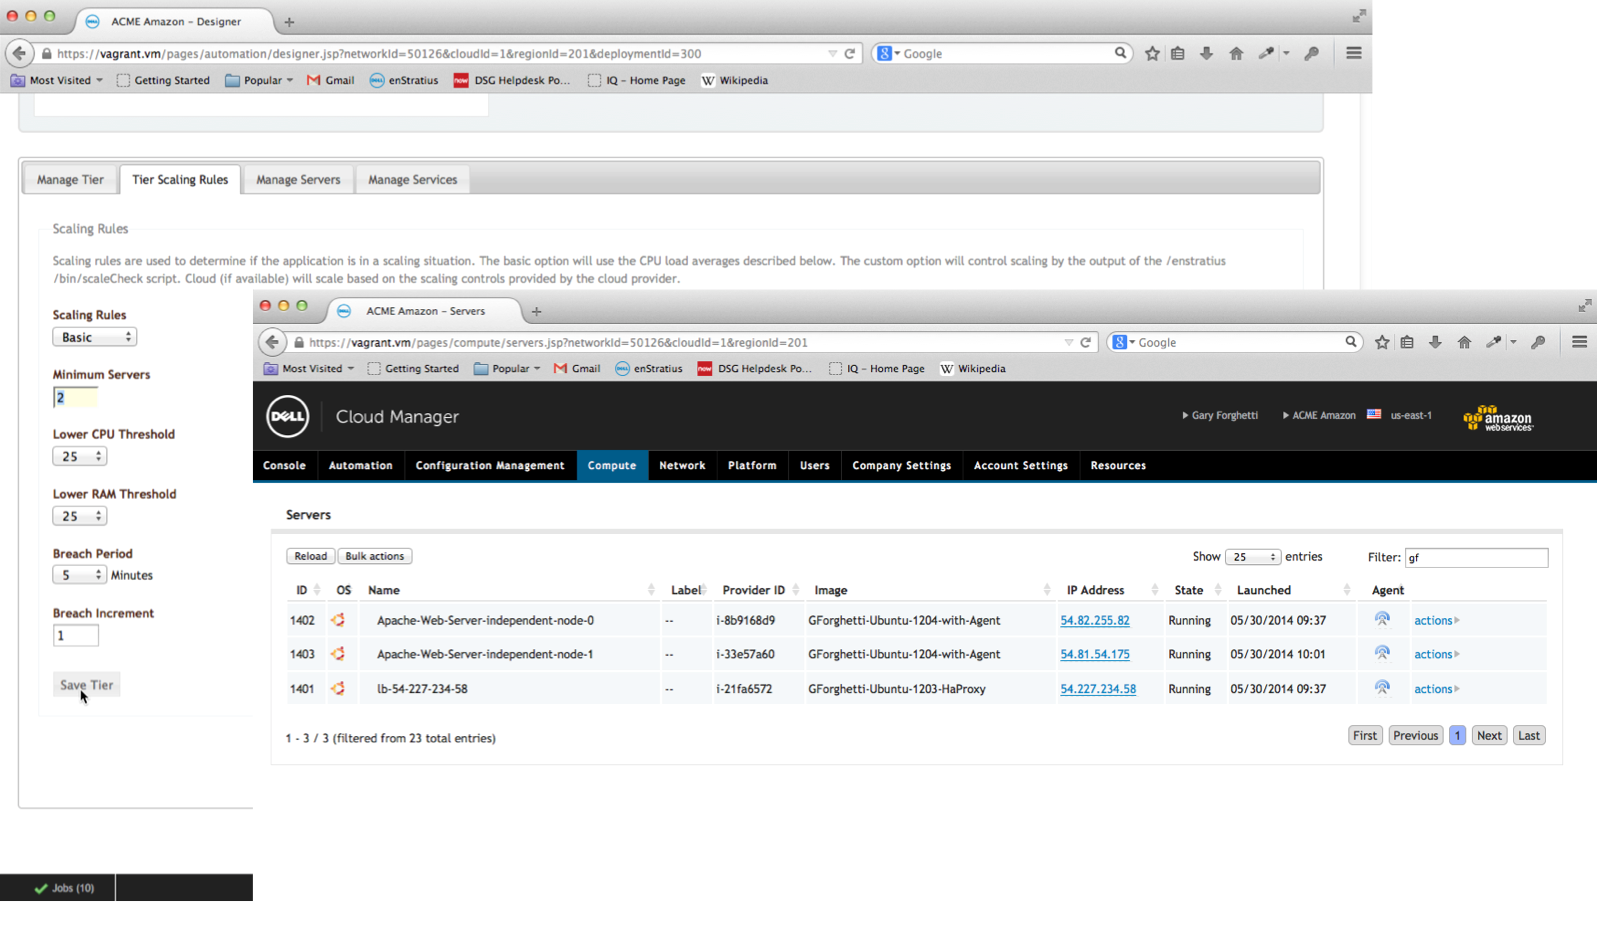 ACME Amazon – Designer
https://vagrant.vm/pages/automation/designer.jsp?networkId=50126&cloudId=1&regionId=201&deploymentId=300
Google
Most Visited Getting Started Popular Gmail enStratius DSG Helpdesk Po... IQ – Home Page Wikipedia
Manage Tier Tier Scaling Rules Manage Servers Manage Services
Scaling Rules
Scaling rules are used to determine if the application is in a scaling situation. The basic option will use the CPU load averages described below. The custom option will control scaling by the output of the /enstratius
/bin/scaleCheck script. Cloud (if available) will scale based on the scaling controls provided by the cloud provider.
Scaling Rules
Basic
Minimum Servers
2
Lower CPU Threshold
25
Lower RAM Threshold
25
Breach Period
5 Minutes
Breach Increment
1
Save Tier
Jobs (10)
ACME Amazon – Servers
https://vagrant.vm/pages/compute/servers.jsp?networkId=50126&cloudId=1&regionId=201
Google
Most Visited Getting Started Popular Gmail enStratius DSG Helpdesk Po... IQ – Home Page Wikipedia
DELL Cloud Manager Gary Forghetti ACME Amazon us-east-1 amazon
webservices
Console Automation Configuration Management Compute Network Platform Users Company Settings Account Settings Resources
Servers
Reload Bulk actions Show 25 entries Filter: gf
ID OS Name Label Provider ID Image IP Address State Launched Agent
1402 Apache-Web-Server-independent-node-0 -- i-8b9168d9 GForghetti-Ubuntu-1204-with-Agent 54.82.255.82 Running 05/30/2014 09:37 actions
1403 Apache-Web-Server-independent-node-1 -- i-33e57a60 GForghetti-Ubuntu-1204-with-Agent 54.81.54.175 Running 05/30/2014 10:01 actions
1401 lb-54-227-234-58 -- i-21fa6572 GForghetti-Ubuntu-1203-HaProxy 54.227.234.58 Running 05/30/2014 09:37 actions
1 - 3 / 3 (filtered from 23 total entries) First Previous 1 Next Last